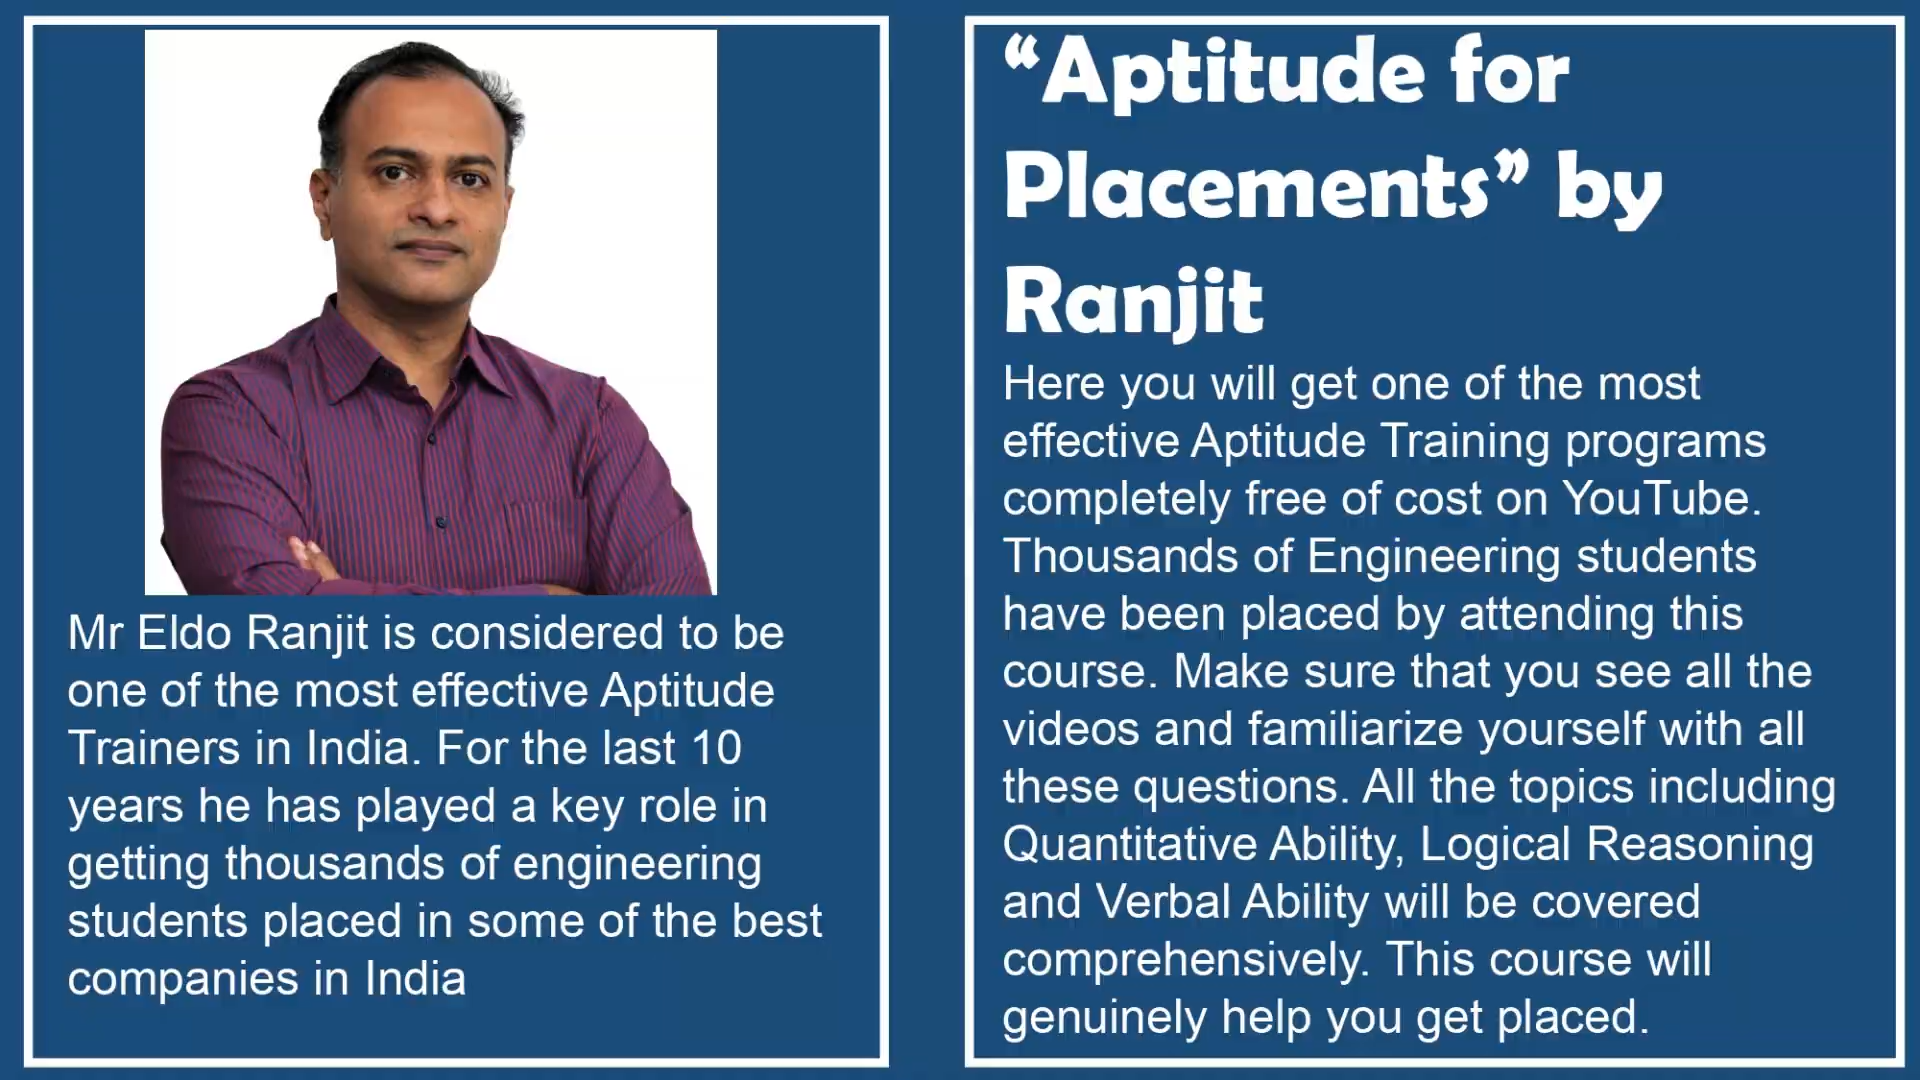 Mr Eldo Ranjit is considered to be
one of the most effective Aptitude
Trainers in India. For the last 10
years he has played a key role in
getting thousands of engineering
students placed in some of the best
companies in India
“Aptitude for
Placements” by
Ranjit
Here you will get one of the most
effective Aptitude Training programs
completely free of cost on YouTube.
Thousands of Engineering students
have been placed by attending this
course. Make sure that you see all the
videos and familiarize yourself with all
these questions. All the topics including
Quantitative Ability, Logical Reasoning
and Verbal Ability will be covered
comprehensively. This course will
genuinely help you get placed.